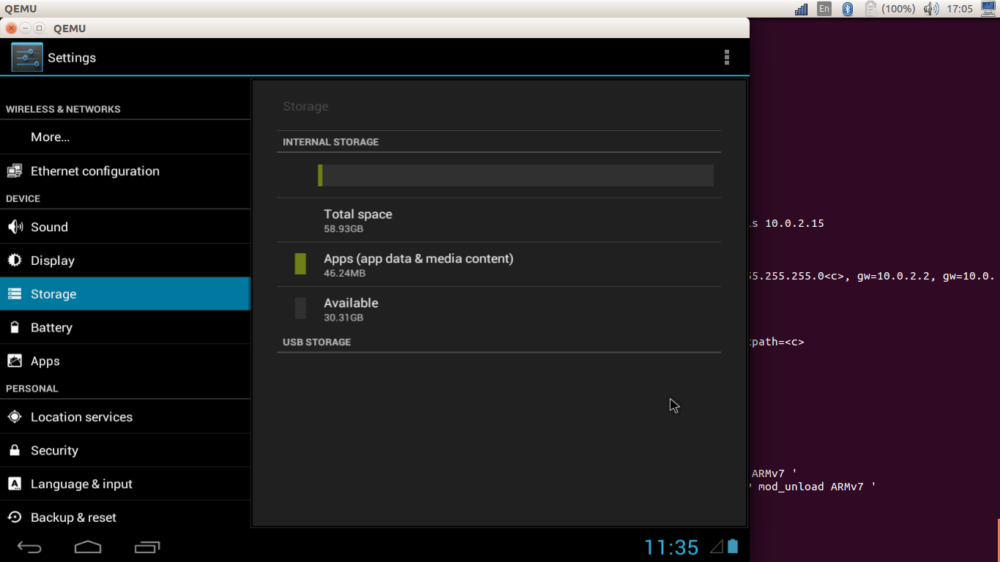 QEMU
En
(100%)
17:05
QEMU
Settings
WIRELESS & NETWORKS
More...
Ethernet configuration
DEVICE
Sound
Display
Storage
Battery
Apps
PERSONAL
Location services
Security
Language & input
A
Backup & reset
Storage
INTERNAL STORAGE
Total space
58.93GB
Apps (app data & media content)
46.24MB
Available
30.31GB
USB STORAGE
11:35
s 10.0.2.15
55.255.255.0<c>, gw=10.0.2.2, gw=10.0.
path=<c>
ARMv7 '
mod_unload ARMv7 '